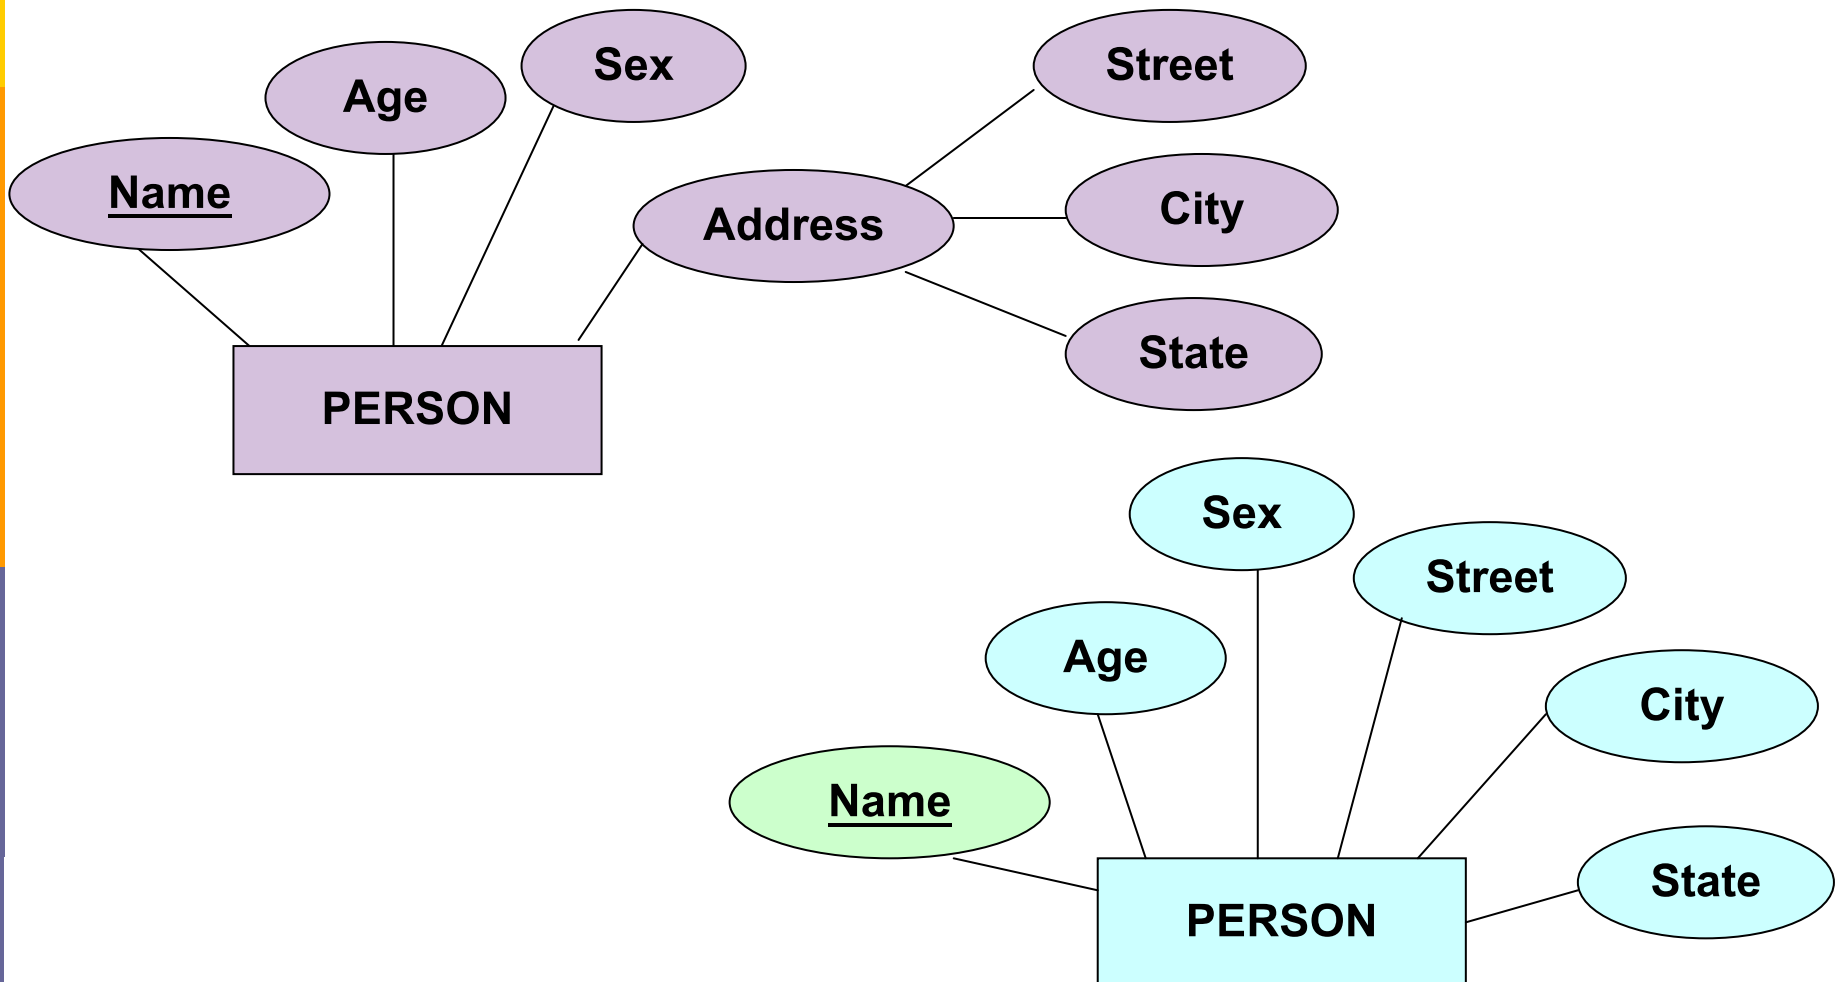 Sex
Street
Age
Name
City
Address
State
PERSON
Sex
Street
Age
City
Name
State
PERSON